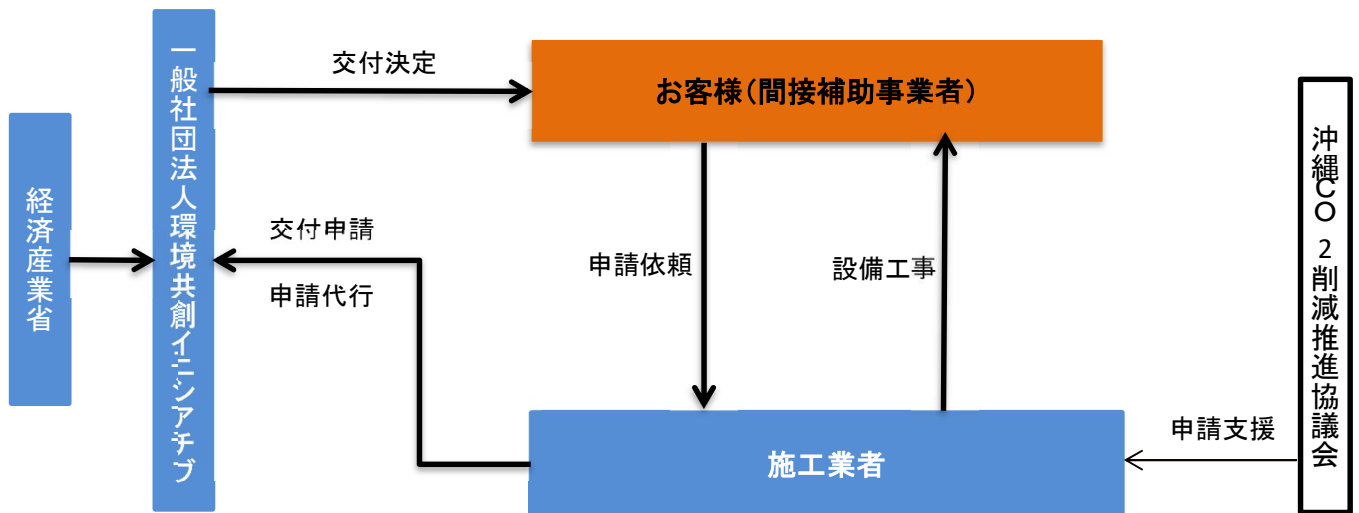 経済産業省
一般社団法人環境共創イニシアチブ
交付決定
お客様（間接補助事業者）
交付申請
申請代行
申請依頼
設備工事
施工業者
申請支援
沖縄CO2削減推進協議会